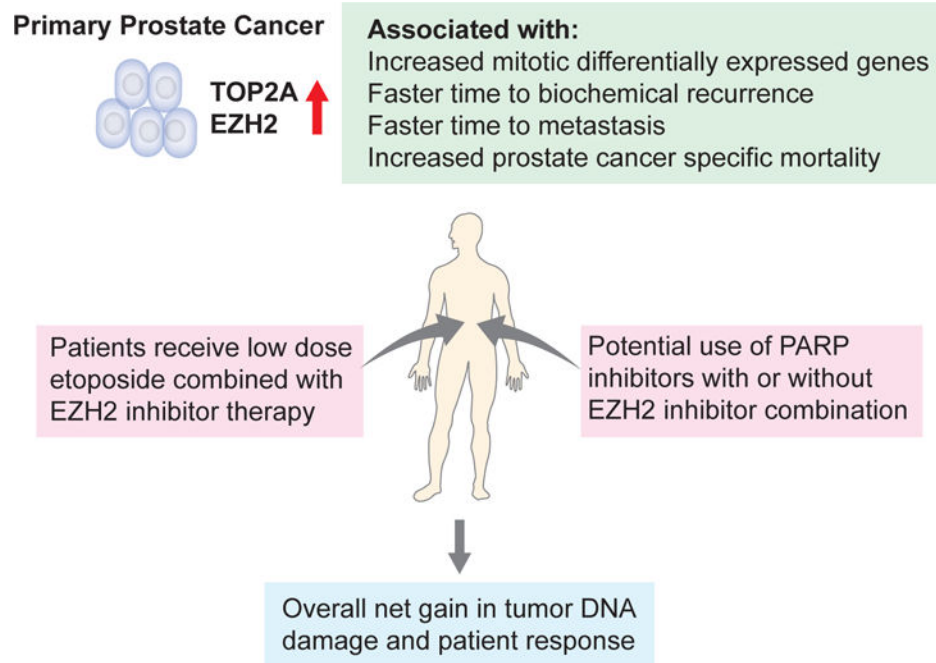 Primary Prostate Cancer
TOP2A
EZH2
Associated with:
Increased mitotic differentially expressed genes
Faster time to biochemical recurrence
Faster time to metastasis
Increased prostate cancer specific mortality
Patients receive low dose
etoposide combined with
EZH2 inhibitor therapy
Potential use of PARP
inhibitors with or without
EZH2 inhibitor combination
Overall net gain in tumor DNA
damage and patient response